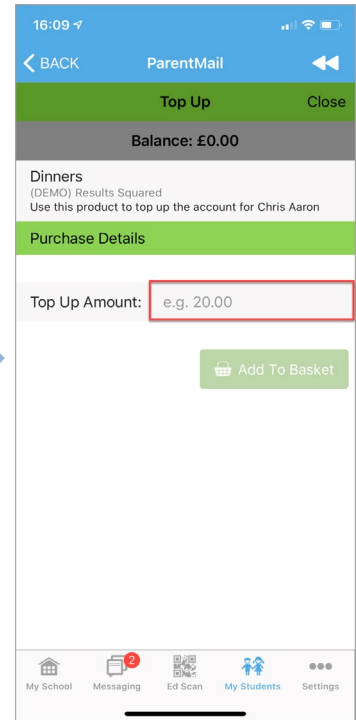 16:09
BACK ParentMail
Top Up Close
Balance: £0.00
Dinners
(DEMO) Results Squared
Use this product to top up the account for Chris Aaron
Purchase Details
Top Up Amount: e.g. 20.00
Add To Basket
2
My School Messaging Ed Scan My Students Settings